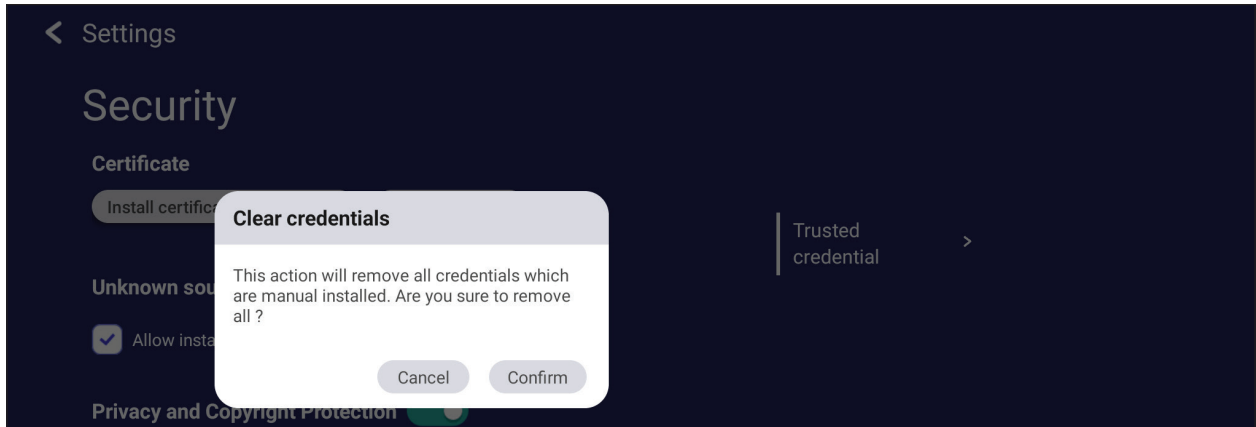 Settings
Security
Certificate
Install certific
Clear credentials
This action will remove all credentials which
are manual installed. Are you sure to remove
all ?
Cancel
Confirm
Trusted
credential
Unknown sou
Allow insta
Privacy and Copyright Protection